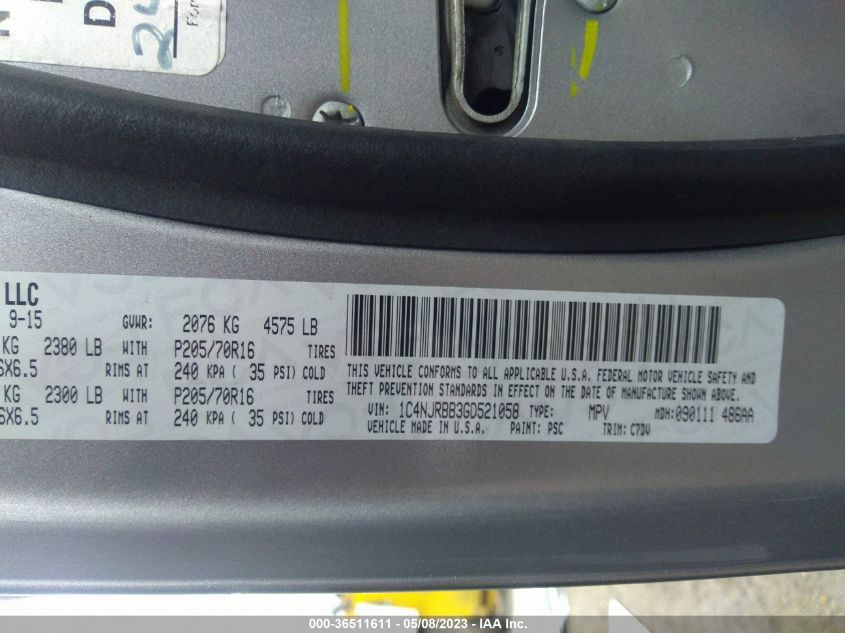 LLC
9-15 GVWR: 2076 KG 4575 LB
KG 2380 LB WITH P205/70R16 TIRES
6X6.5 RIMS AT 240 KPA ( 35 PSI) COLD
KG 2300 LB WITH P205/70R16 TIRES
6X6.5 RIMS AT 240 KPA ( 35 PSI) COLD
THIS VEHICLE CONFORMS TO ALL APPLICABLE U.S.A. FEDERAL MOTOR VEHICLE SAFETY AND
THEFT PREVENTION STANDARDS IN EFFECT ON THE DATE OF MANUFACTURE SHOWN ABOVE.
VIN: 1C4NJRBB3GD521058 TYPE: MPV MDH:090111 486AA
VEHICLE MADE IN U.S.A. PAINT: PSC TRIM: C7DV
000-36511611 - 05/08/2023 - IAA Inc.